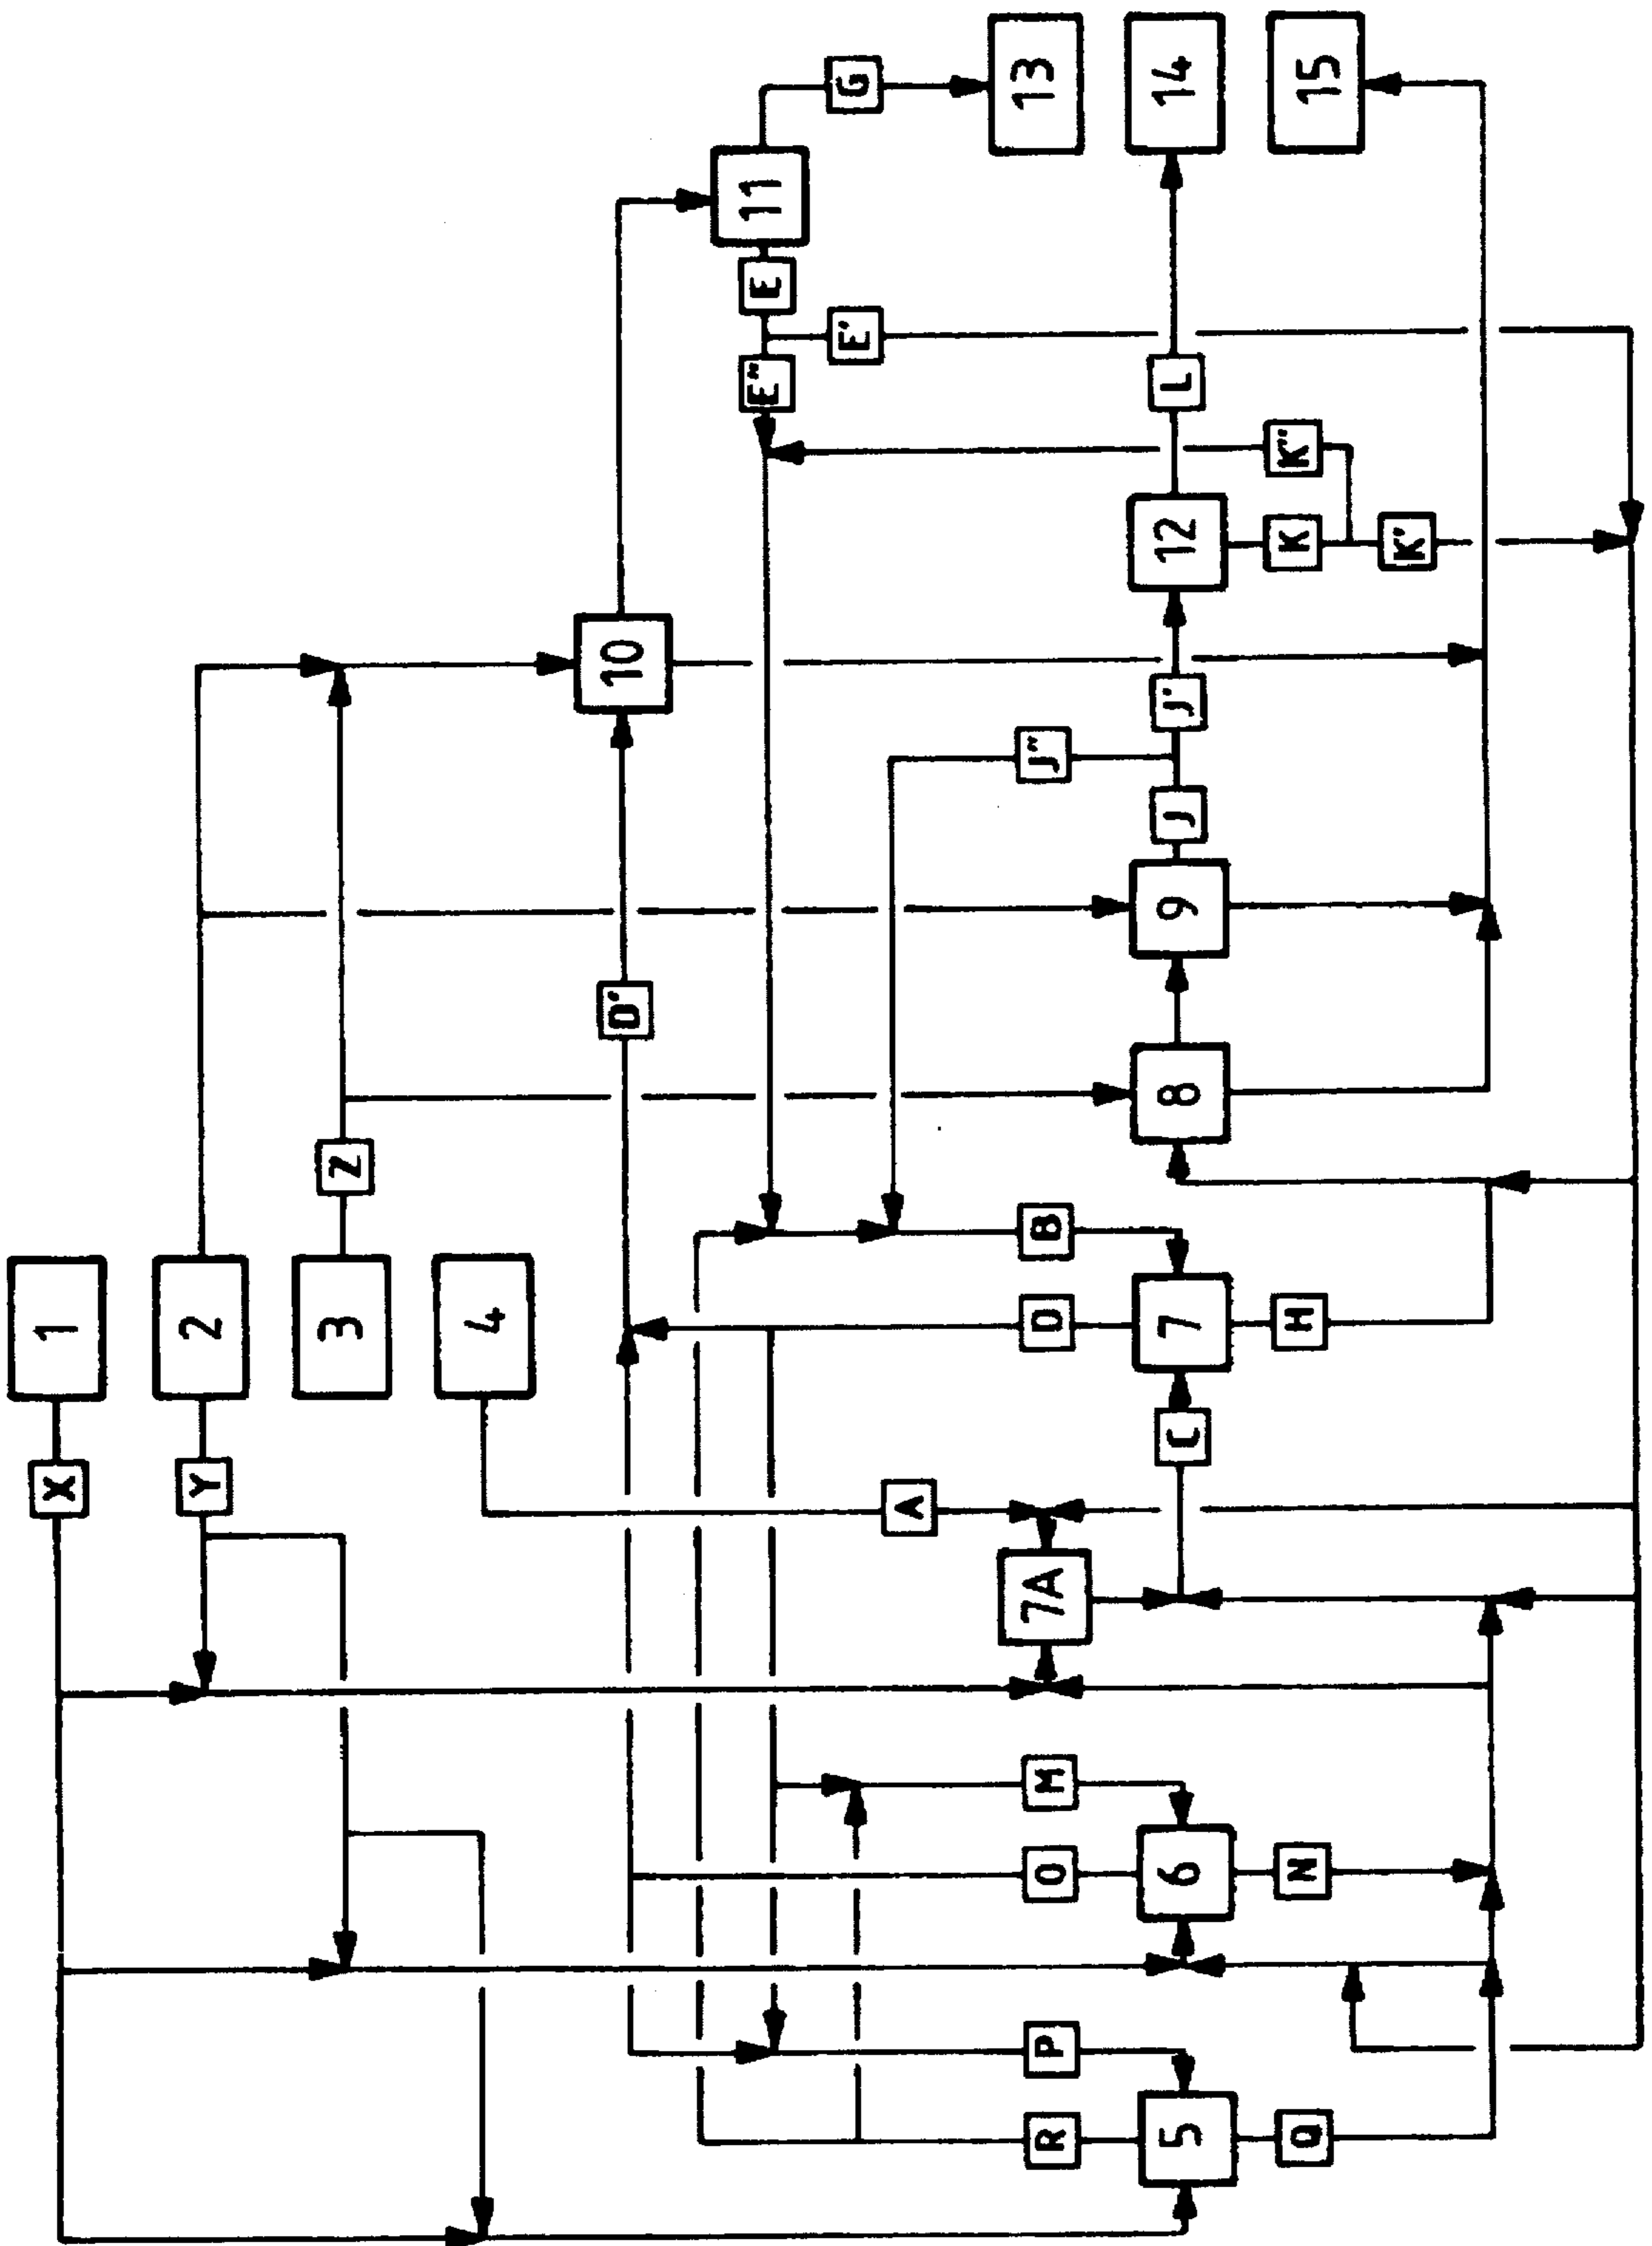 X 1
Y 2
3 Z
4
D' 10
E" E 11
E' G
A
R P O M 7A D B J" 13
5 6 C 7 8 9 J J' 12 L 14
Q N H K K" 15
K'